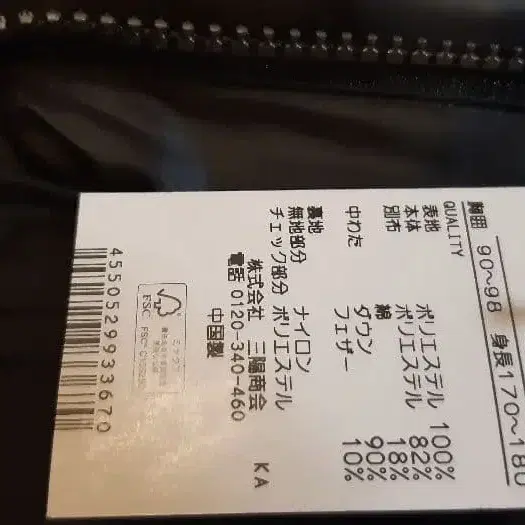 胸囲 90~98 身長170~180
QUALITY
表地
本体 ポリエステル 100%
別布 ポリエステル 82%
綿 18%
中わた ダウン 90%
フェザー 10%
裏地
無地部分 ナイロン
チェック部分 ポリエステル
株式会社 三陽商会 KA
電話 0120-340-460
中国製
ミックス
FSC
4550529933670